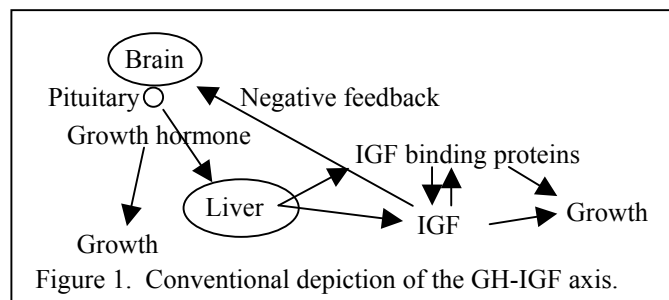 Brain
Pituitary
Negative feedback
Growth hormone
IGF binding proteins
Liver
IGF
Growth
Growth
Figure 1. Conventional depiction of the GH-IGF axis.